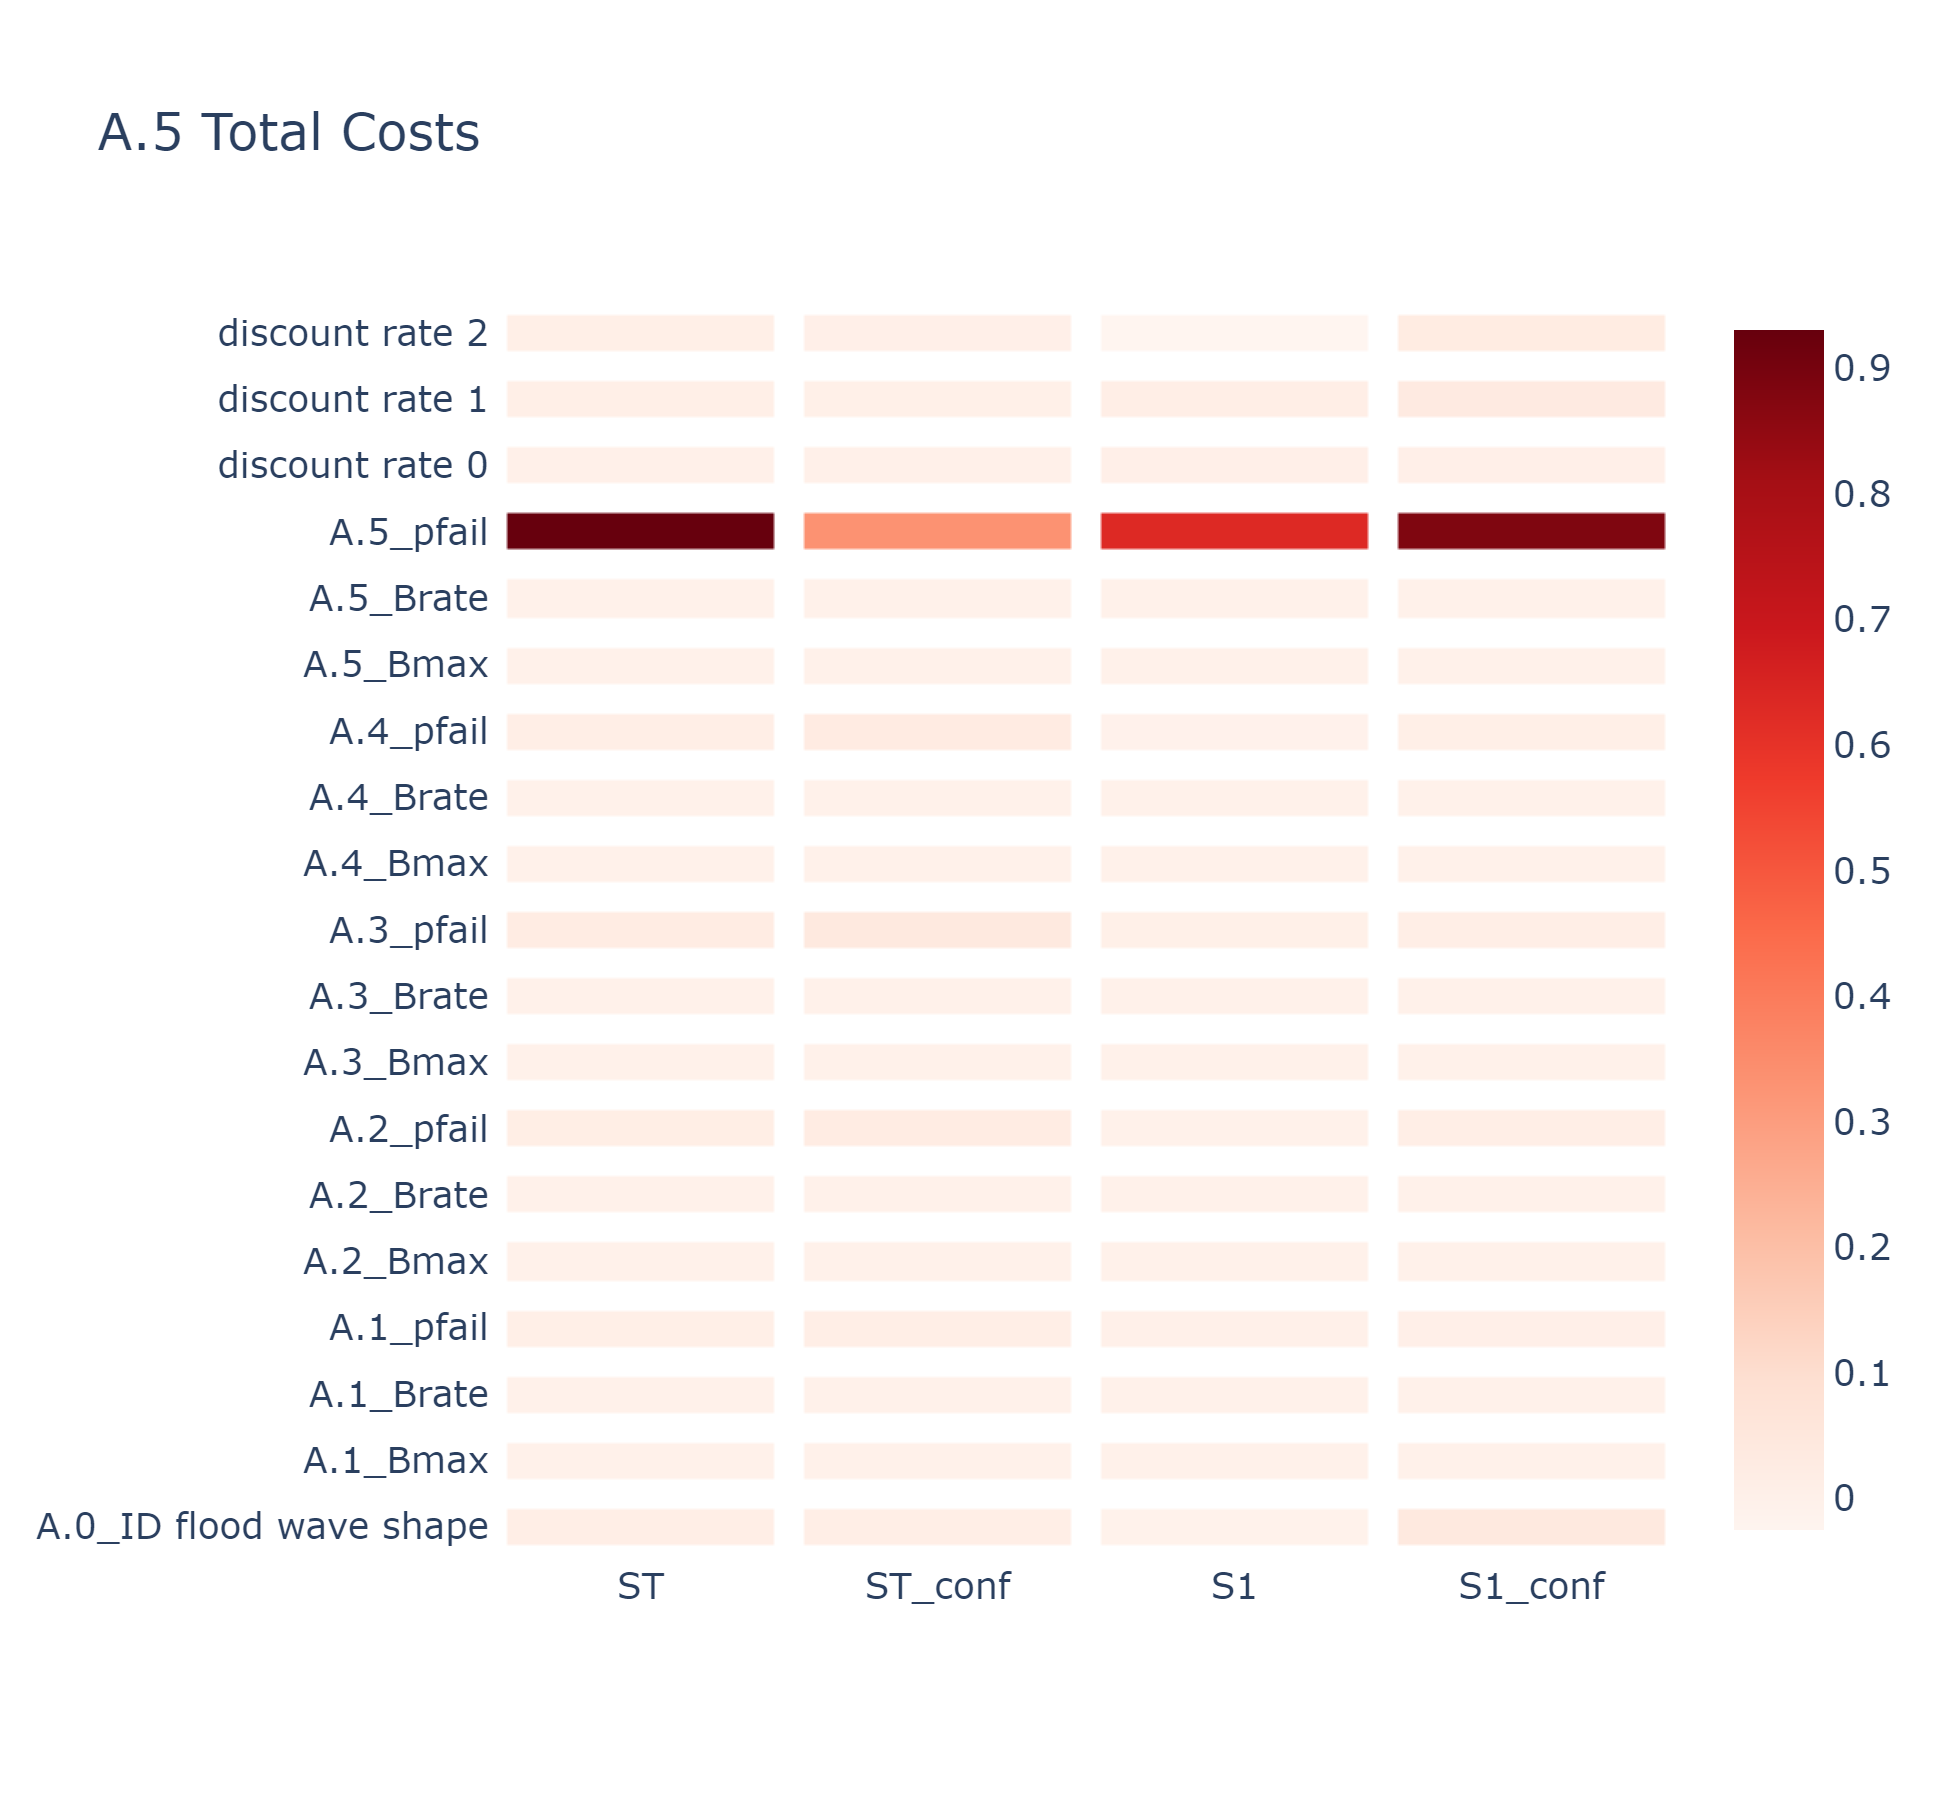 A.5 Total Costs
discount rate 2
discount rate 1
discount rate 0
A.5_pfail
A.5_Brate
A.5_Bmax
A.4_pfail
A.4_Brate
A.4_Bmax
A.3_pfail
A.3_Brate
A.3_Bmax
A.2_pfail
A.2_Brate
A.2_Bmax
A.1_pfail
A.1_Brate
A.1_Bmax
A.0_ID flood wave shape
ST ST_conf S1 S1_conf
0.9
0.8
0.7
0.6
0.5
0.4
0.3
0.2
0.1
0